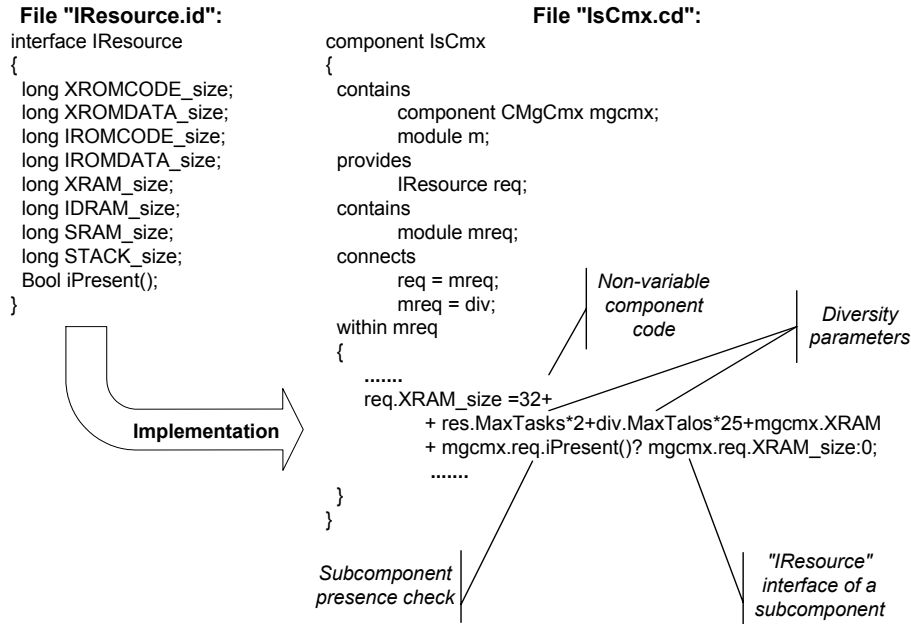 File "IResource.id":
interface IResource
{
long XROMCODE_size;
long XROMDATA_size;
long IROMCODE_size;
long IROMDATA_size;
long XRAM_size;
long IDRAM_size;
long SRAM_size;
long STACK_size;
Bool iPresent();
}
Implementation
File "IsCmx.cd":
component IsCmx
{
contains
component CMgCmx mgcmx;
module m;
provides
IResource req;
contains
module mreq;
connects
req = mreq;
mreq = div;
within mreq
{
.......
req.XRAM_size =32+
+ res.MaxTasks*2+div.MaxTalos*25+mgcmx.XRAM
+ mgcmx.req.iPresent()? mgcmx.req.XRAM_size:0;
.......
}
}
Non-variable
component
code
Diversity
parameters
Subcomponent
presence check
"IResource"
interface of a
subcomponent